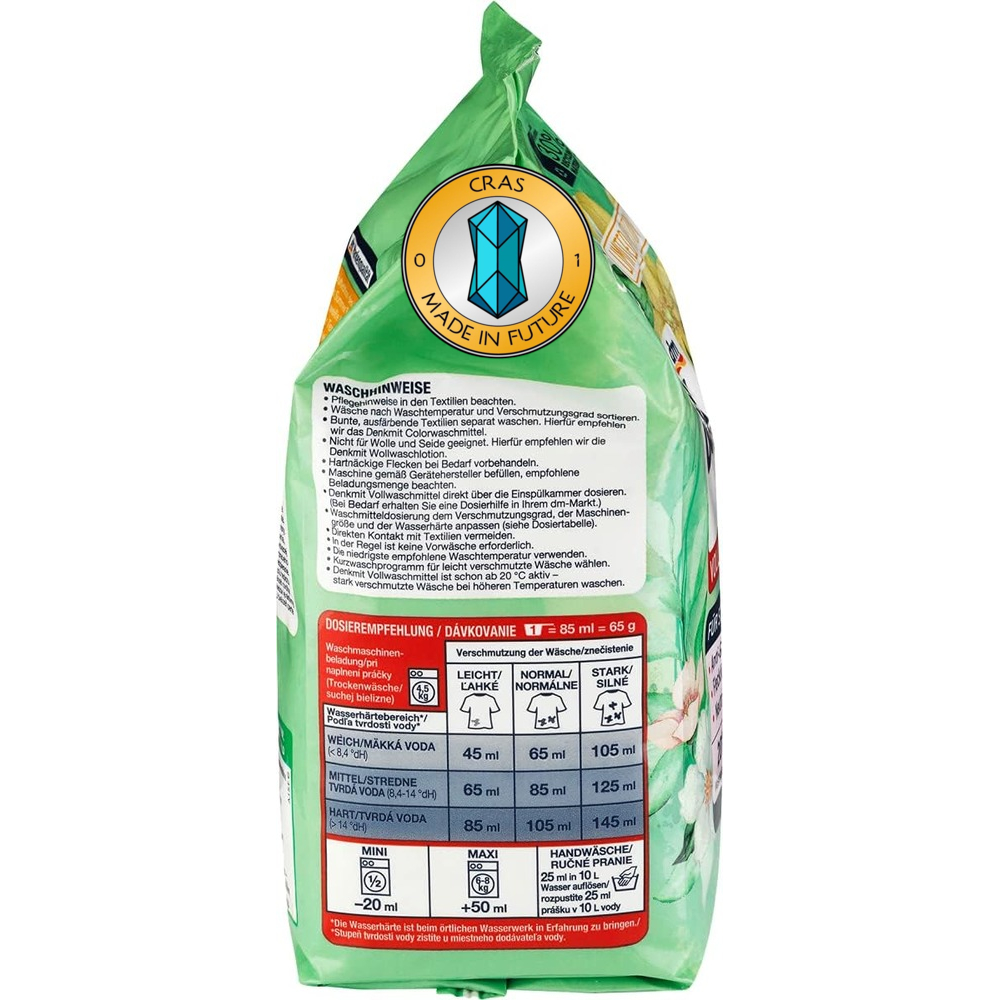 30%
CRAS
0 1
MADE IN FUTURE
WASCHHINWEISE
• Pflegehinweise in den Textilien beachten.
• Wäsche nach Waschtemperatur und Verschmutzungsgrad sortieren.
• Bunte, ausfärbende Textilien separat waschen. Hierfür empfehlen
wir das Denkmit Colorwaschmittel.
• Nicht für Wolle und Seide geeignet. Hierfür empfehlen wir die
Denkmit Wollwaschlotion.
• Hartnäckige Flecken bei Bedarf vorbehandeln.
• Maschine gemäß Gerätehersteller befüllen, empfohlene
Beladungsmenge beachten.
• Denkmit Vollwaschmittel direkt über die Einspülkammer dosieren.
(Bei Bedarf erhalten Sie eine Dosierhilfe in Ihrem dm-Markt.)
• Waschmitteldosierung dem Verschmutzungsgrad, der Maschinen-
größe und der Wasserhärte anpassen (siehe Dosiertabelle).
• Direkten Kontakt mit Textilien vermeiden.
• In der Regel ist keine Vorwäsche erforderlich.
• Die niedrigste empfohlene Waschtemperatur verwenden.
• Kurzwaschprogramm für leicht verschmutzte Wäsche wählen.
• Denkmit Vollwaschmittel ist schon ab 20 °C aktiv –
stark verschmutzte Wäsche bei höheren Temperaturen waschen.
DOSIEREMPFEHLUNG / DÁVKOVANIE 1 = 85 ml = 65 g
Waschmaschinen-
beladung/pri
naplnení práčky
(Trockenwäsche/
suchej bielizne)
4,5
kg
Verschmutzung der Wäsche/znečistenie
LEICHT/
ĽAHKÉ
NORMAL/
NORMÁLNE
STARK/
SILNÉ
Wasserhärtebereich*/
Podľa tvrdosti vody*
WEICH/MÄKKÁ VODA
(< 8,4 °dH)
45 ml 65 ml 105 ml
MITTEL/STREDNE
TVRDÁ VODA (8,4-14 °dH)
65 ml 85 ml 125 ml
HART/TVRDÁ VODA
(> 14 °dH)
85 ml 105 ml 145 ml
MINI
1/2
–20 ml
MAXI
6-8
kg
+50 ml
HANDWÄSCHE/
RUČNÉ PRANIE
25 ml in 10 L
Wasser auflösen/
rozpustite 25 ml
prášku v 10 L vody
*Die Wasserhärte ist beim örtlichen Wasserwerk in Erfahrung zu bringen./
*Stupeň tvrdosti vody zistite u miestneho dodávateľa vody.